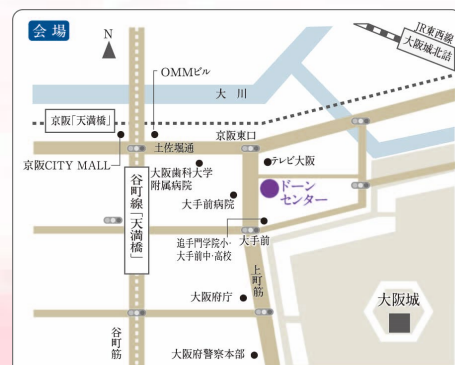 会場
N
JR東西線
大阪城北詰
OMMビル
大川
京阪「天満橋」
京阪東口
土佐堀通
京阪CITY MALL
テレビ大阪
大阪歯科大学
附属病院
谷町線「天満橋」
大手前病院
ドーン
センター
追手門学院小・
大手前中・高校
大手前
上町筋
大阪府庁
大阪城
谷町筋
大阪府警察本部